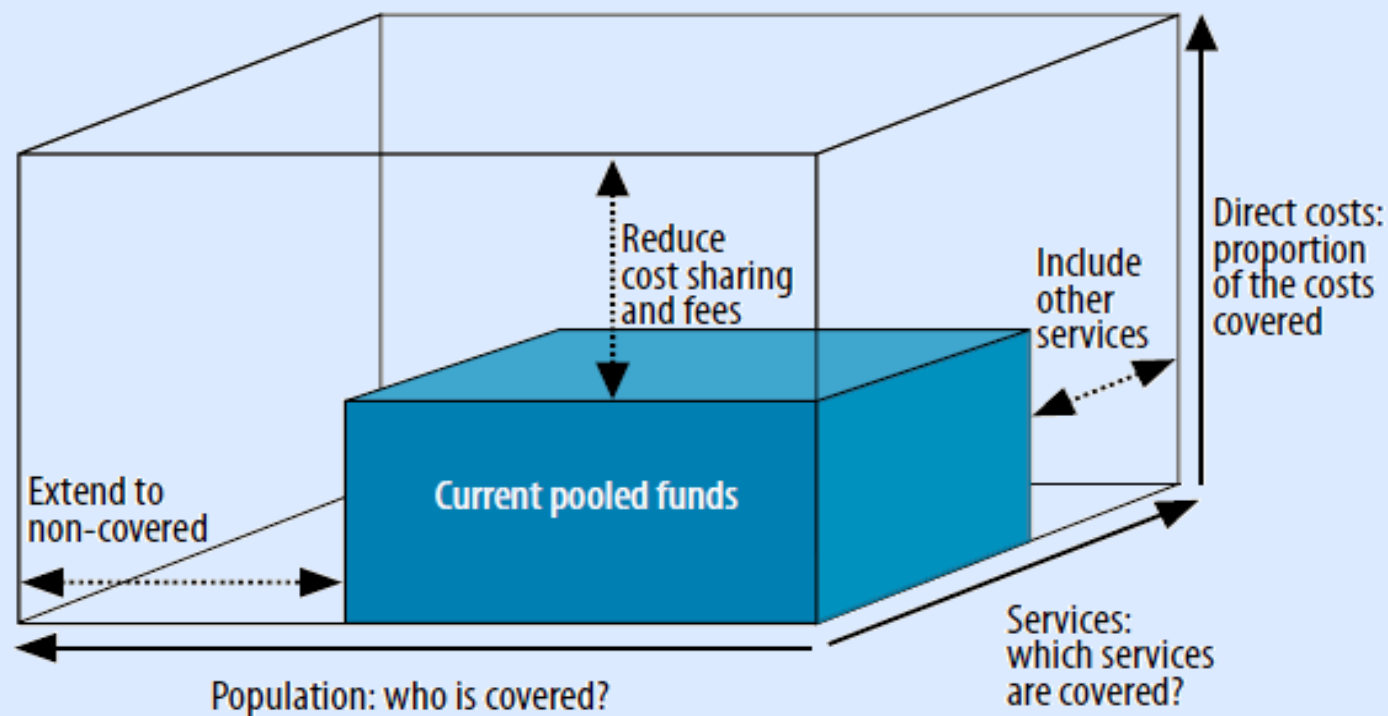 Reduce
cost sharing
and fees
Include
other
services
Direct costs:
proportion
of the costs
covered
Extend to
non-covered
Current pooled funds
Services:
which services
are covered?
Population: who is covered?